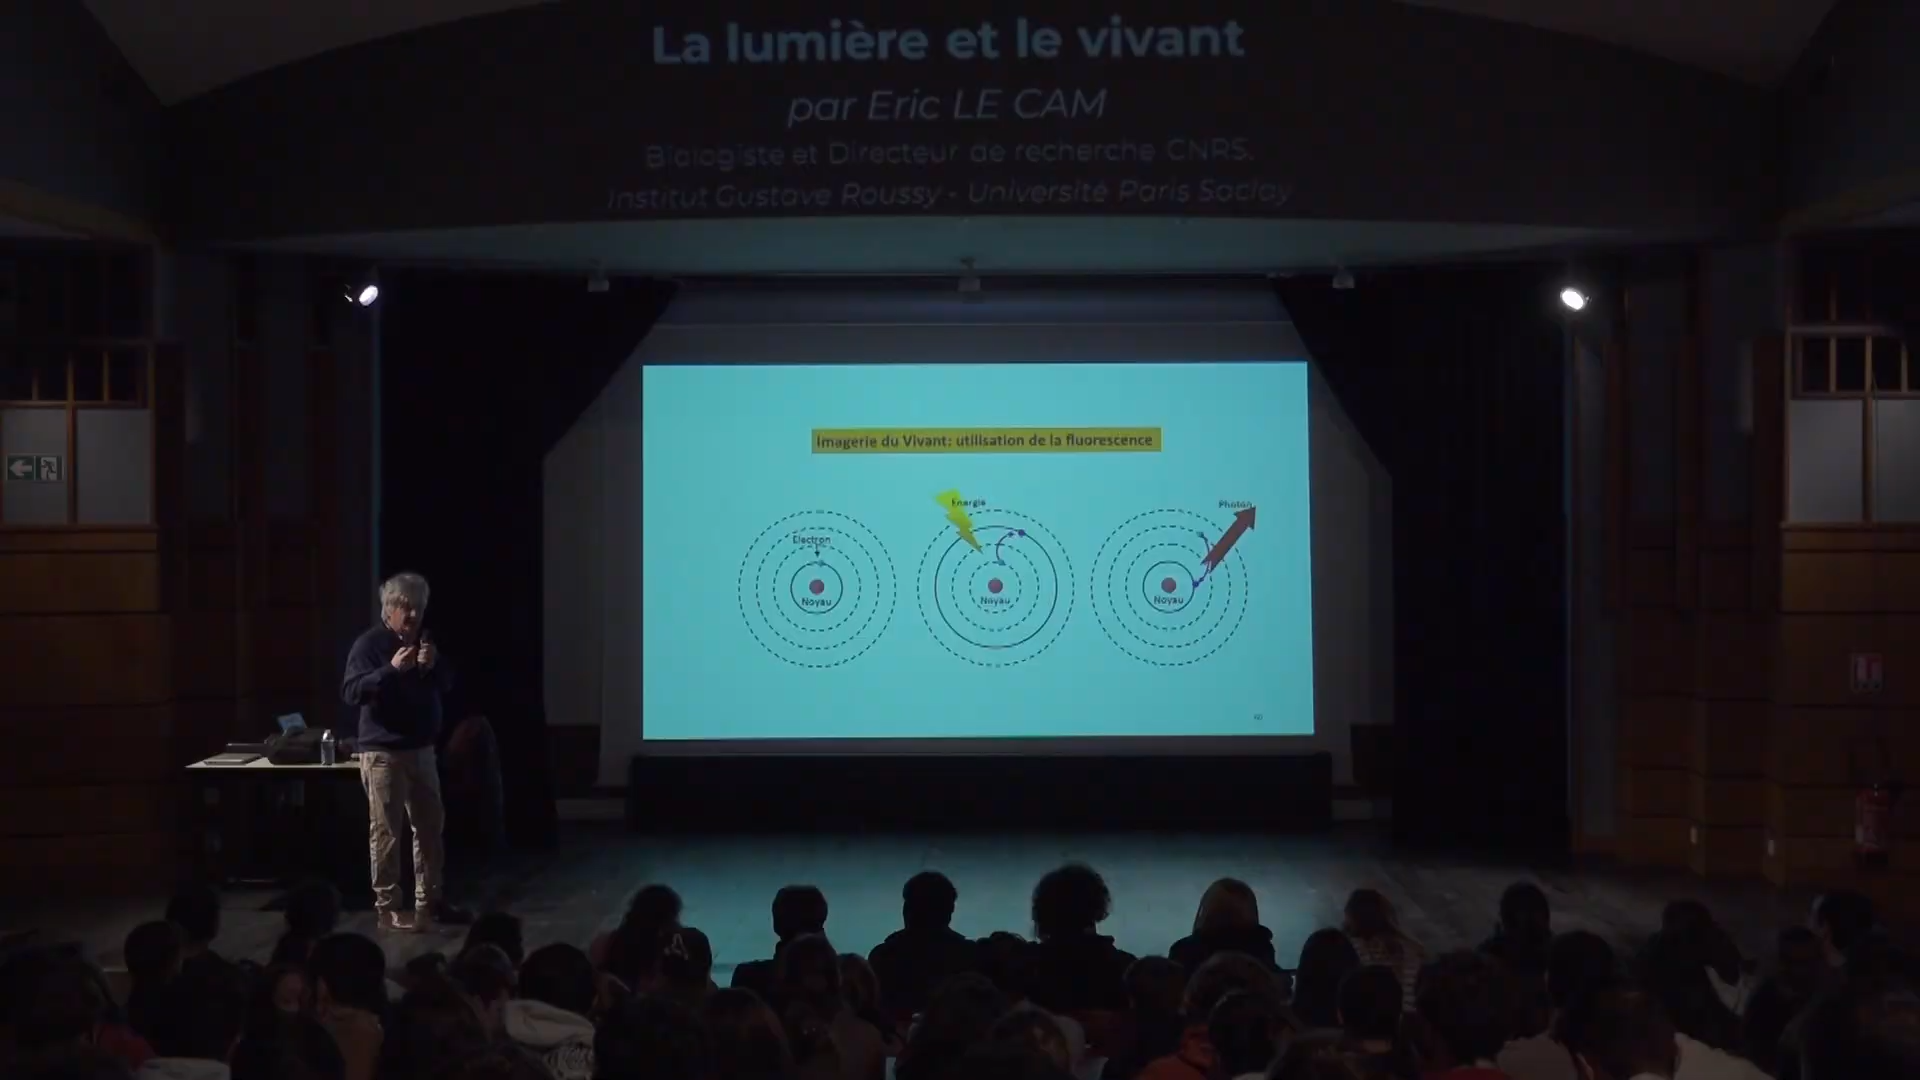 La lumière et le vivant
par Eric LE CAM
Biologiste et Directeur de recherche CNRS.
Institut Gustave Roussy - Université Paris Saclay
Imagerie du Vivant: utilisation de la fluorescence
Electron
Noyau
Energie
Noyau
Photon
Noyau
A